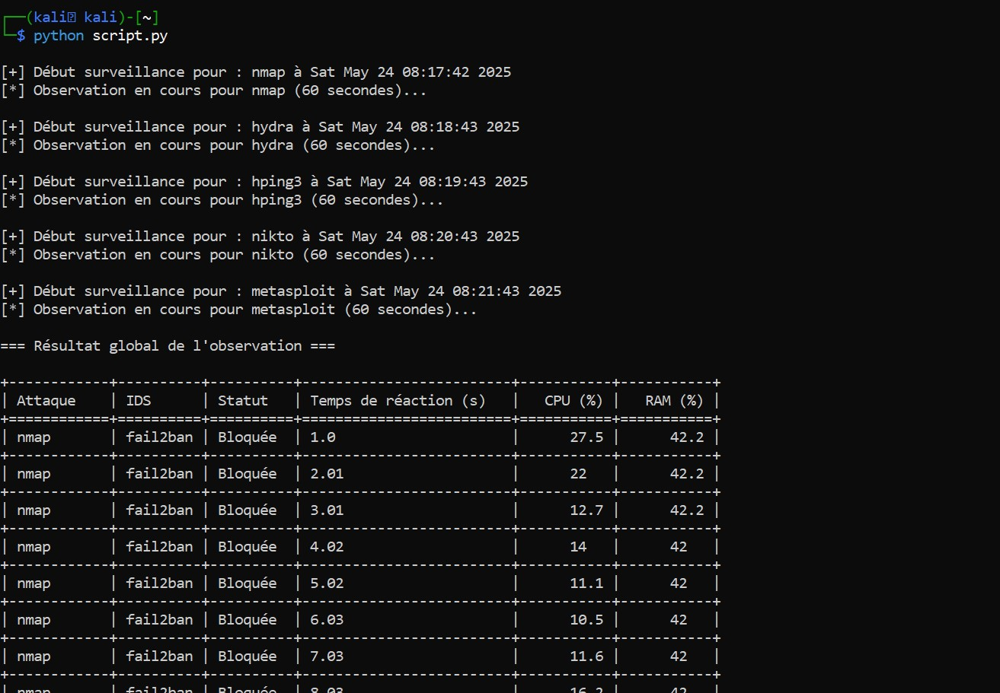 ┌──(kali㉿ kali)-[~]
└─$ python script.py
[+] Début surveillance pour : nmap à Sat May 24 08:17:42 2025
[*] Observation en cours pour nmap (60 secondes)...
[+] Début surveillance pour : hydra à Sat May 24 08:18:43 2025
[*] Observation en cours pour hydra (60 secondes)...
[+] Début surveillance pour : hping3 à Sat May 24 08:19:43 2025
[*] Observation en cours pour hping3 (60 secondes)...
[+] Début surveillance pour : nikto à Sat May 24 08:20:43 2025
[*] Observation en cours pour nikto (60 secondes)...
[+] Début surveillance pour : metasploit à Sat May 24 08:21:43 2025
[*] Observation en cours pour metasploit (60 secondes)...
=== Résultat global de l'observation ===
| Attaque | IDS | Statut | Temps de réaction (s) | CPU (%) | RAM (%) |
| nmap | fail2ban | Bloquée | 1.0 | 27.5 | 42.2 |
| nmap | fail2ban | Bloquée | 2.01 | 22 | 42.2 |
| nmap | fail2ban | Bloquée | 3.01 | 12.7 | 42.2 |
| nmap | fail2ban | Bloquée | 4.02 | 14 | 42 |
| nmap | fail2ban | Bloquée | 5.02 | 11.1 | 42 |
| nmap | fail2ban | Bloquée | 6.03 | 10.5 | 42 |
| nmap | fail2ban | Bloquée | 7.03 | 11.6 | 42 |
| nmap | fail2ban | Bloquée | 8.03 | 16.2 | 42 |